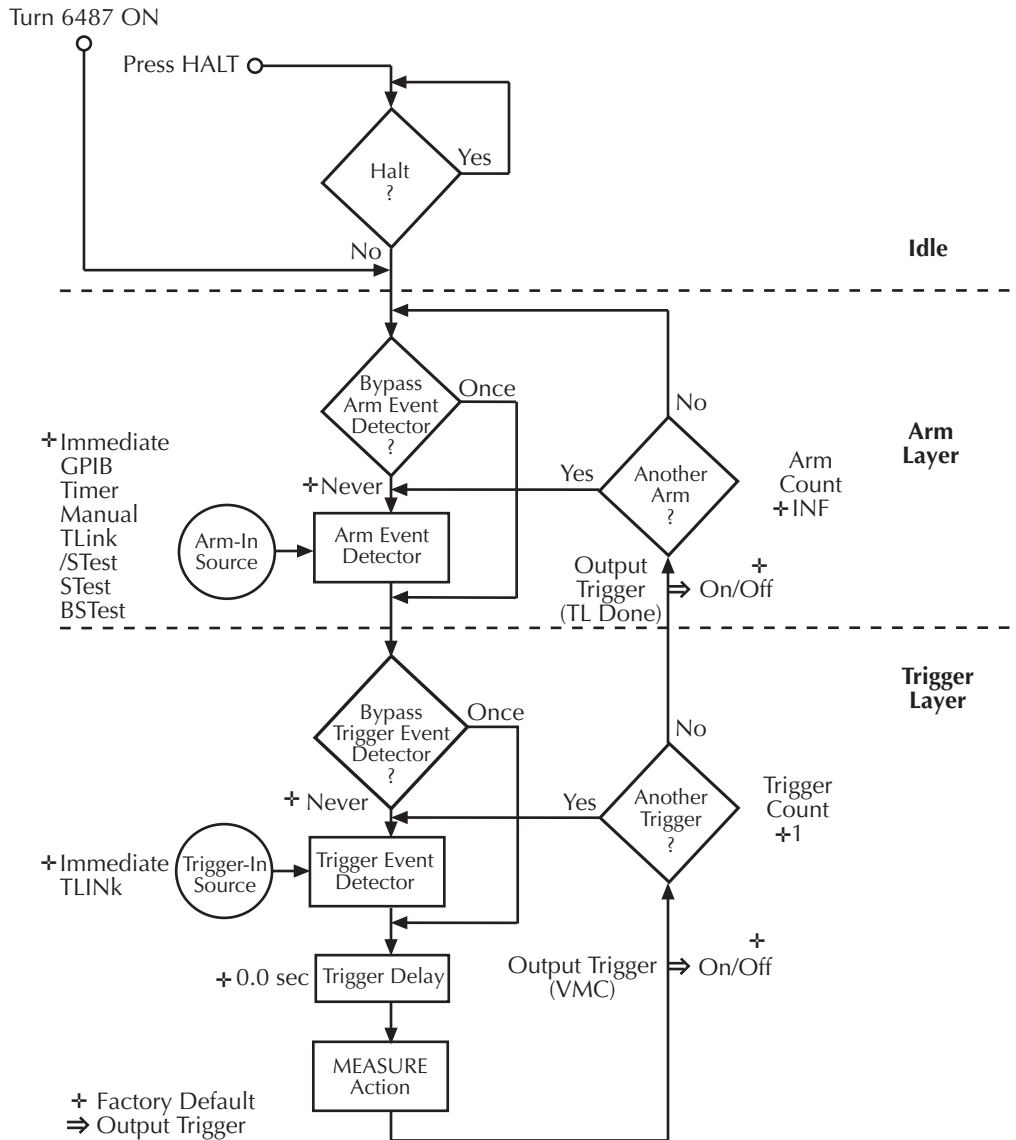 Turn 6487 ON
Press HALT
Halt
?
Yes
No
Idle
Bypass
Arm Event
Detector
?
Once
No
Arm
Layer
✛Immediate
GPIB
Timer
Manual
TLink
/STest
STest
BSTest
✛Never
Yes
Another
Arm
?
Arm
Count
✛INF
Arm-In
Source
Arm Event
Detector
Output
Trigger
(TL Done)
✛
⇒ On/Off
Trigger
Layer
Bypass
Trigger Event
Detector
?
Once
No
✛ Never
Yes
Another
Trigger
?
Trigger
Count
✛1
✛Immediate
TLINk
Trigger-In
Source
Trigger Event
Detector
✛ 0.0 sec
Trigger Delay
Output Trigger
(VMC)
✛
⇒ On/Off
MEASURE
Action
✛ Factory Default
⇒ Output Trigger